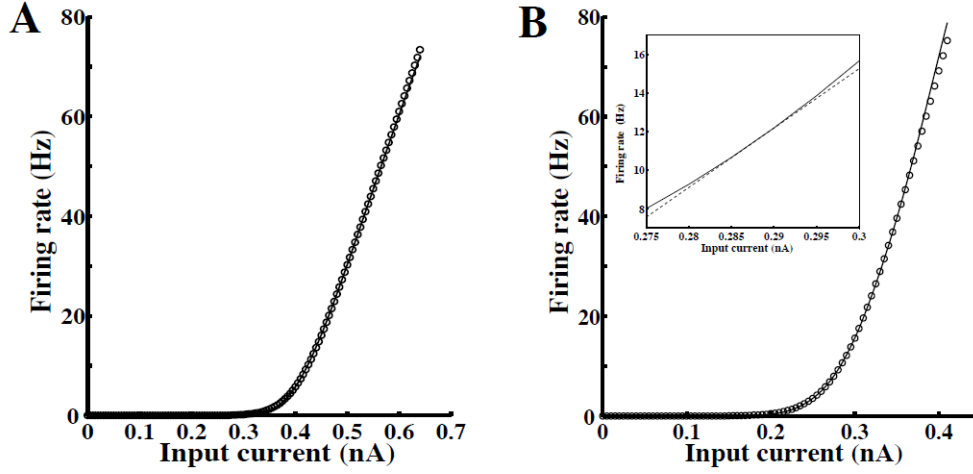 A
B
80
60
40
20
0
Firing rate (Hz)
0 0.1 0.2 0.3 0.4 0.5 0.6 0.7
Input current (nA)
80
60
40
20
0
Firing rate (Hz)
0 0.1 0.2 0.3 0.4
Input current (nA)
16
14
12
10
8
Firing rate (Hz)
0.275 0.28 0.285 0.29 0.295 0.3
Input current (nA)